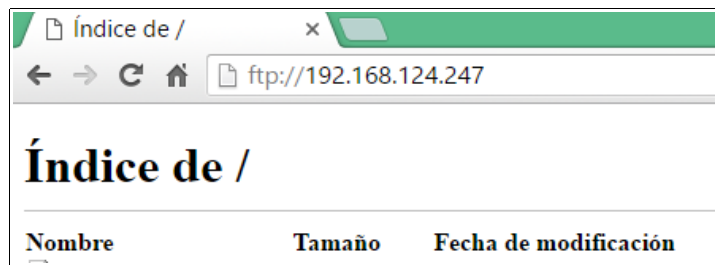 Índice de /
ftp://192.168.124.247
Índice de /
Nombre Tamaño Fecha de modificación